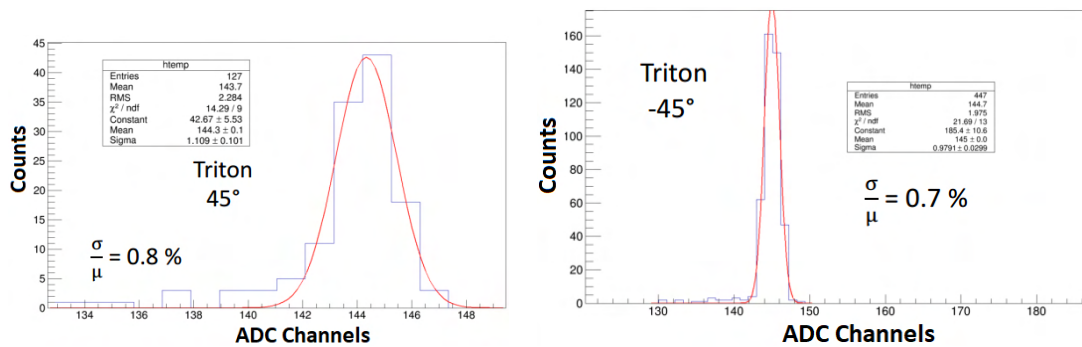 45
40
35
30
25
20
15
10
5
0
Counts
htemp
Entries 127
Mean 143.7
RMS 2.284
χ² / ndf 14.29 / 9
Constant 42.67 ± 5.53
Mean 144.3 ± 0.1
Sigma 1.109 ± 0.101
Triton
45°
σ
μ = 0.8 %
134 136 138 140 142 144 146 148
ADC Channels
160
140
120
100
80
60
40
20
0
Counts
Triton
-45°
htemp
Entries 447
Mean 144.7
RMS 1.975
χ² / ndf 21.69 / 13
Constant 185.4 ± 10.6
Mean 145 ± 0.0
Sigma 0.9791 ± 0.0299
σ
μ = 0.7 %
130 140 150 160 170 180
ADC Channels